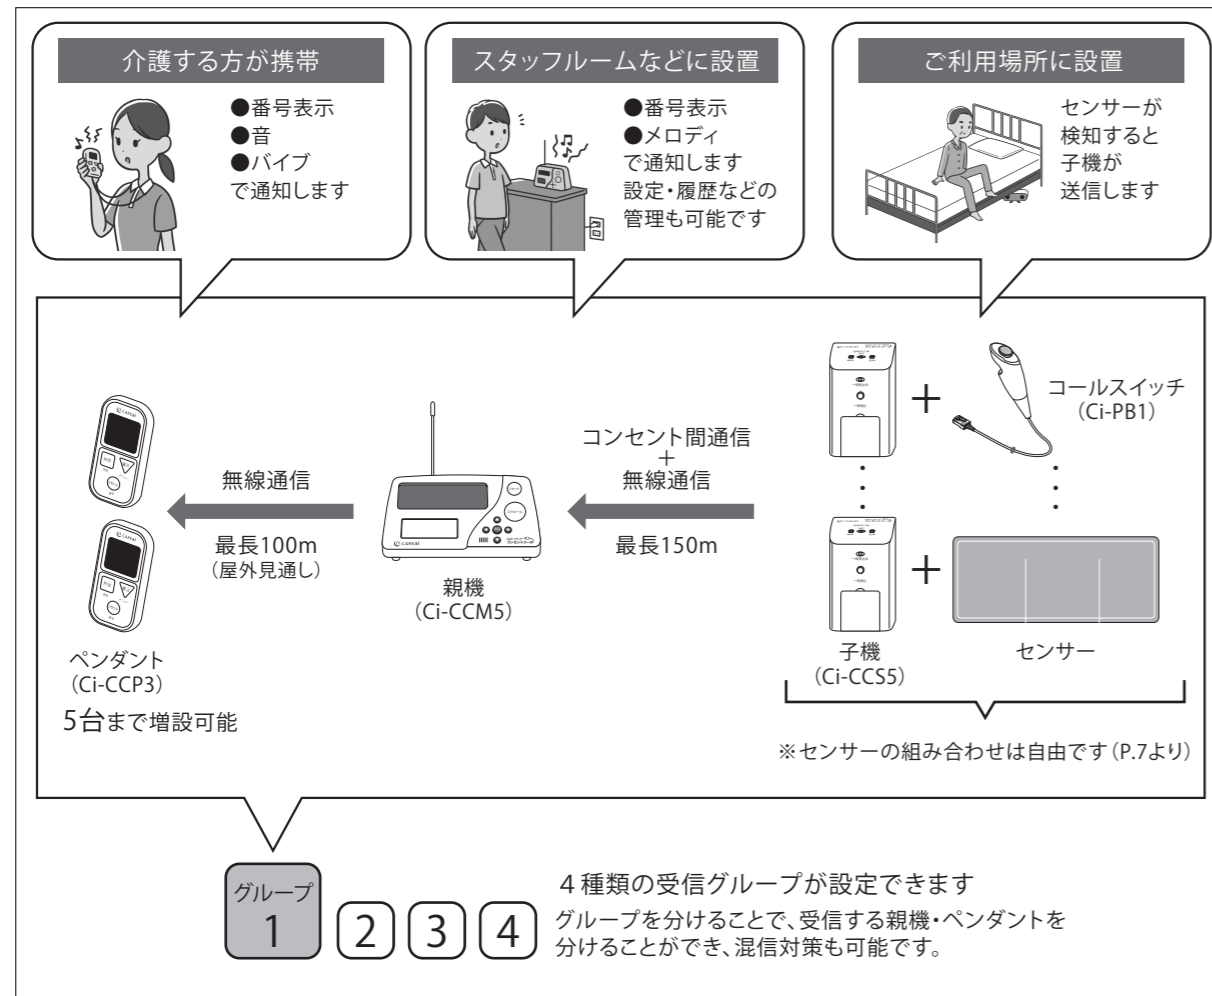 介護する方が携帯
●番号表示
●音
●バイブ
で通知します
スタッフルームなどに設置
●番号表示
●メロディ
で通知します
設定・履歴などの
管理も可能です
ご利用場所に設置
センサーが
検知すると
子機が
送信します
無線通信
最長100m
(屋外見通し)
ペンダント
(Ci-CCP3)
5台まで増設可能
CAREai
親機
(Ci-CCM5)
コンセント間通信
+
無線通信
最長150m
+
コールスイッチ
(Ci-PB1)
+
子機
(Ci-CCS5)
センサー
※センサーの組み合わせは自由です(P.7より)
グループ
1
2
3
4
4種類の受信グループが設定できます
グループを分けることで、受信する親機・ペンダントを
分けることができ、混信対策も可能です。